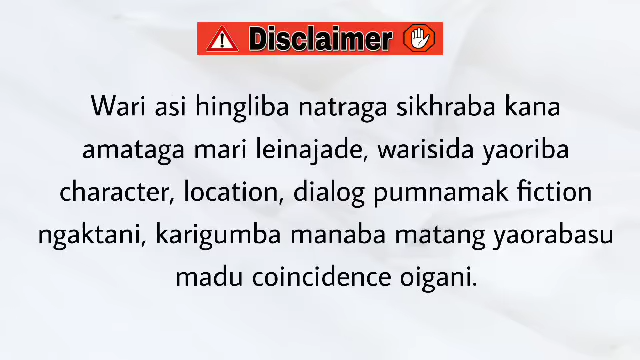 Disclaimer
Wari asi hingliba natraga sikhraba kana
amataga mari leinajade, warisida yaoriba
character, location, dialog pumnamak fiction
ngaktani, karigumba manaba matang yaorabasu
madu coincidence oigani.